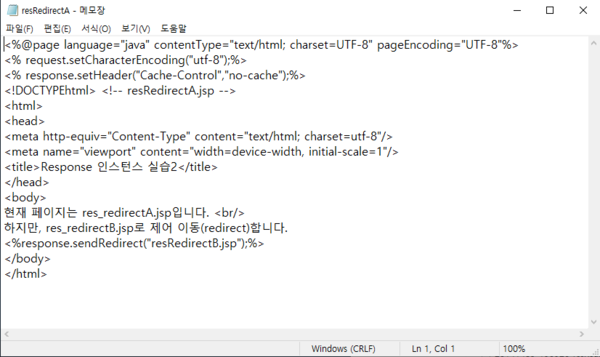 resRedirectA - 메모장
파일(F) 편집(E) 서식(O) 보기(V) 도움말
<%@page language="java" contentType="text/html; charset=UTF-8" pageEncoding="UTF-8"%>
<% request.setCharacterEncoding("utf-8");%>
<% response.setHeader("Cache-Control","no-cache");%>
<!DOCTYPEhtml> <!-- resRedirectA.jsp -->
<html>
<head>
<meta http-equiv="Content-Type" content="text/html; charset=utf-8"/>
<meta name="viewport" content="width=device-width, initial-scale=1"/>
<title>Response 인스턴스 실습2</title>
</head>
<body>
현재 페이지는 res_redirectA.jsp입니다. <br/>
하지만, res_redirectB.jsp로 제어 이동(redirect)합니다.
<%response.sendRedirect("resRedirectB.jsp");%>
</body>
</html>
Windows (CRLF) Ln 1, Col 1 100%